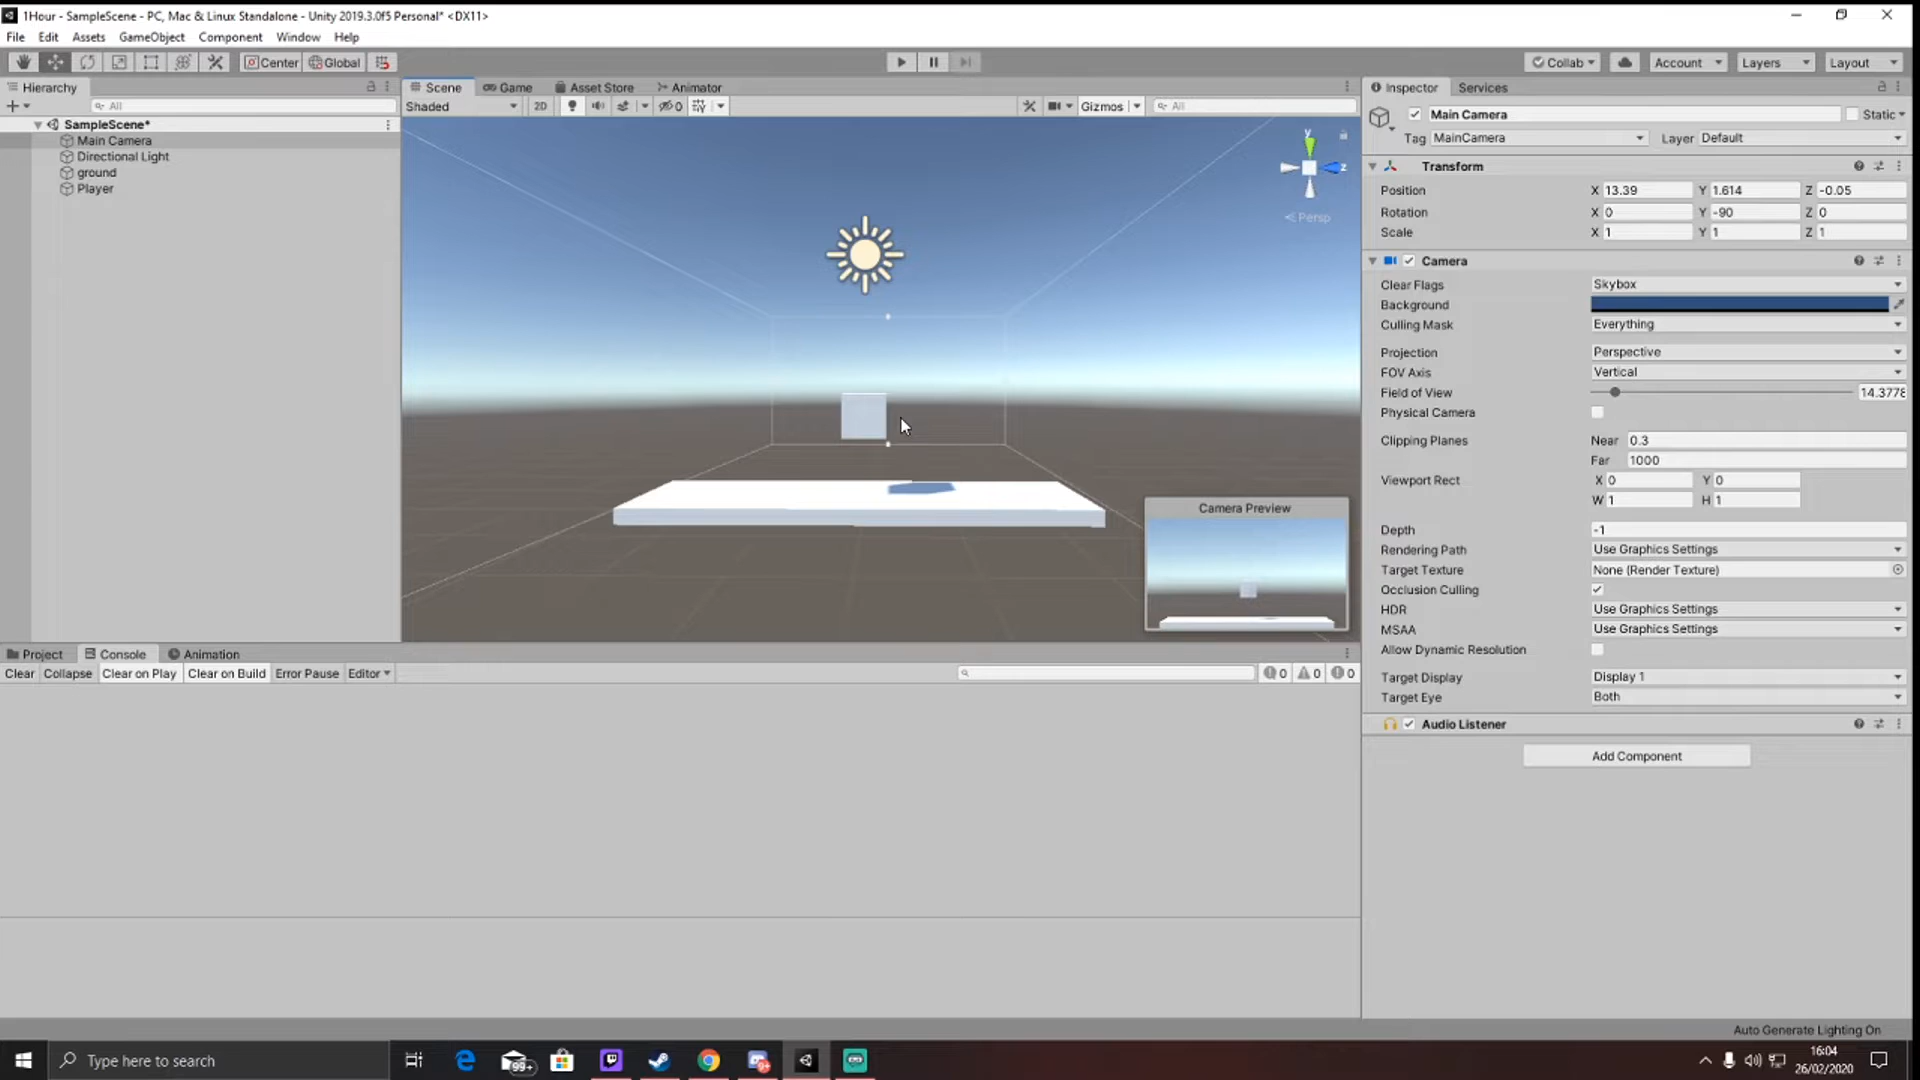 1Hour - SampleScene - PC, Mac & Linux Standalone - Unity 2019.3.0f5 Personal* <DX11>
File Edit Assets GameObject Component Window Help
Center Global Collab Account Layers Layout
Hierarchy
All
SampleScene*
Main Camera
Directional Light
ground
Player
Scene Game Asset Store Animator
Shaded 2D 0 Gizmos All
y
z
Persp
Camera Preview
Inspector Services
Main Camera Static
Tag MainCamera Layer Default
Transform
Position X 13.39 Y 1.614 Z -0.05
Rotation X 0 Y -90 Z 0
Scale X 1 Y 1 Z 1
Camera
Clear Flags Skybox
Background
Culling Mask Everything
Projection Perspective
FOV Axis Vertical
Field of View 14.3778
Physical Camera
Clipping Planes Near 0.3
Far 1000
Viewport Rect X 0 Y 0
W 1 H 1
Depth -1
Rendering Path Use Graphics Settings
Target Texture None (Render Texture)
Occlusion Culling
HDR Use Graphics Settings
MSAA Use Graphics Settings
Allow Dynamic Resolution
Target Display Display 1
Target Eye Both
Audio Listener
Add Component
Project Console Animation
Clear Collapse Clear on Play Clear on Build Error Pause Editor 0 0 0
Auto Generate Lighting On
Type here to search
99+
16:04
26/02/2020